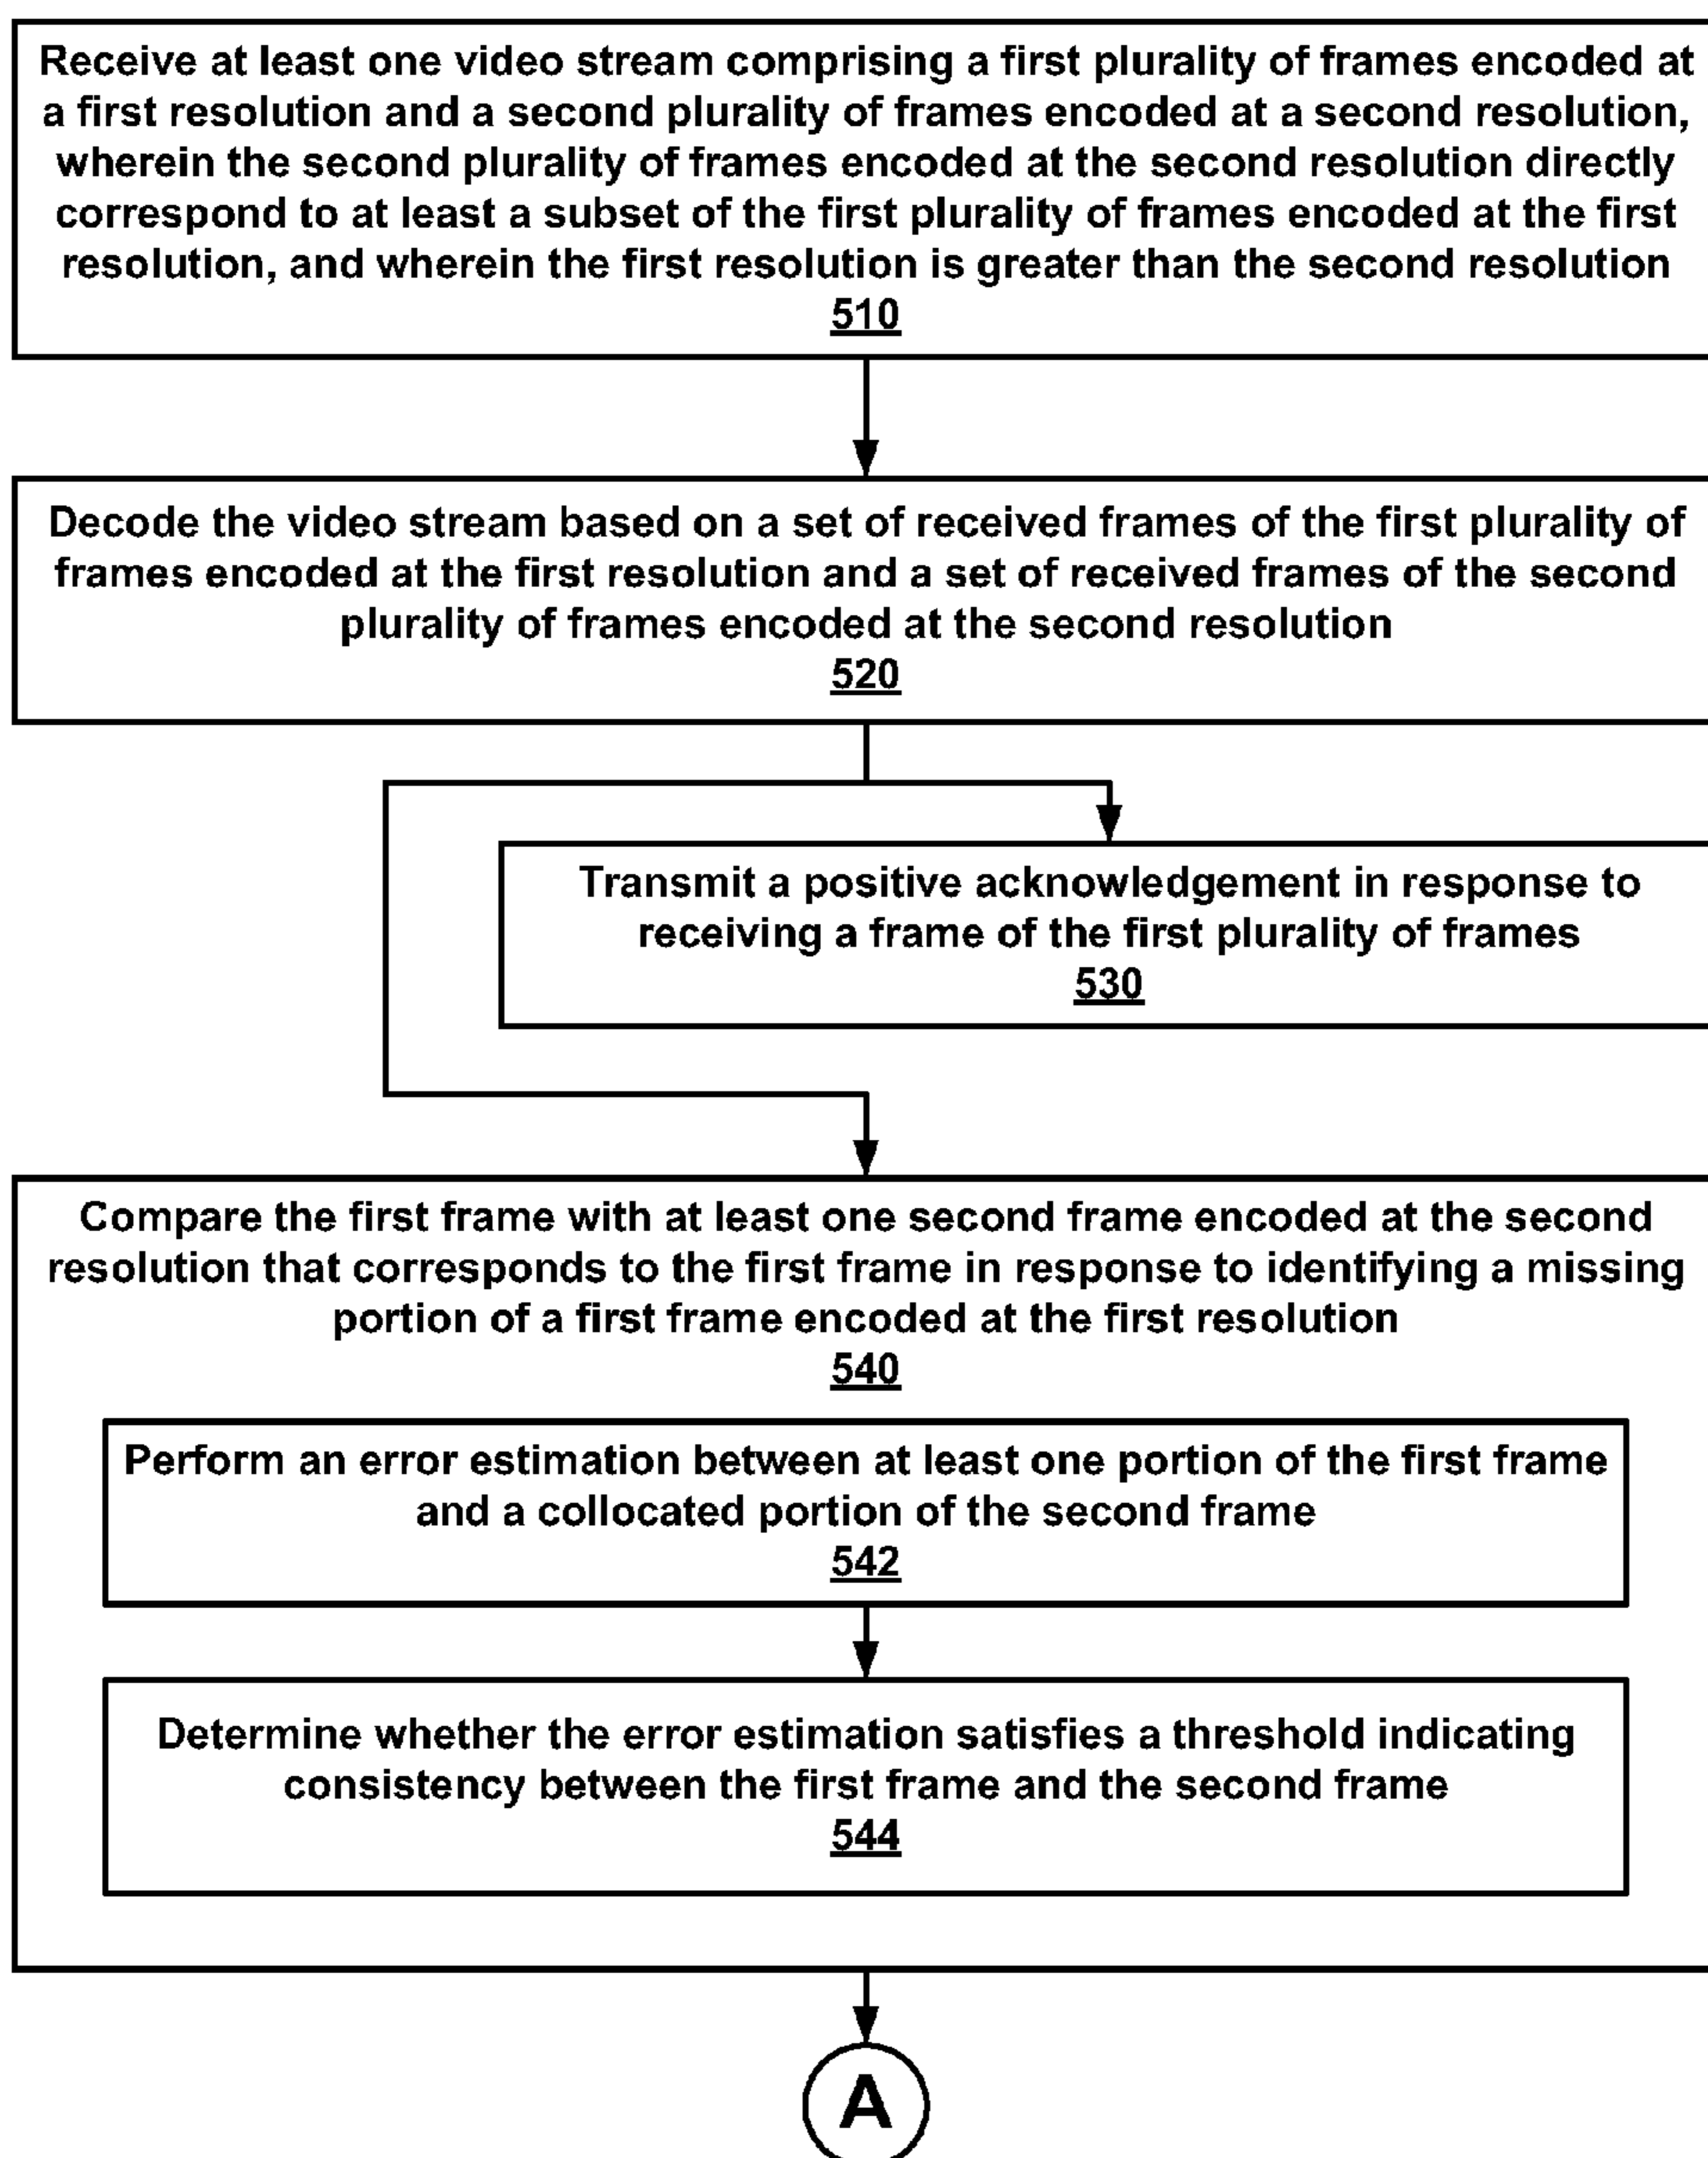 Receive at least one video stream comprising a first plurality of frames encoded at
a first resolution and a second plurality of frames encoded at a second resolution,
wherein the second plurality of frames encoded at the second resolution directly
correspond to at least a subset of the first plurality of frames encoded at the first
resolution, and wherein the first resolution is greater than the second resolution
510
Decode the video stream based on a set of received frames of the first plurality of
frames encoded at the first resolution and a set of received frames of the second
plurality of frames encoded at the second resolution
520
Transmit a positive acknowledgement in response to
receiving a frame of the first plurality of frames
530
Compare the first frame with at least one second frame encoded at the second
resolution that corresponds to the first frame in response to identifying a missing
portion of a first frame encoded at the first resolution
540
Perform an error estimation between at least one portion of the first frame
and a collocated portion of the second frame
542
Determine whether the error estimation satisfies a threshold indicating
consistency between the first frame and the second frame
544
A